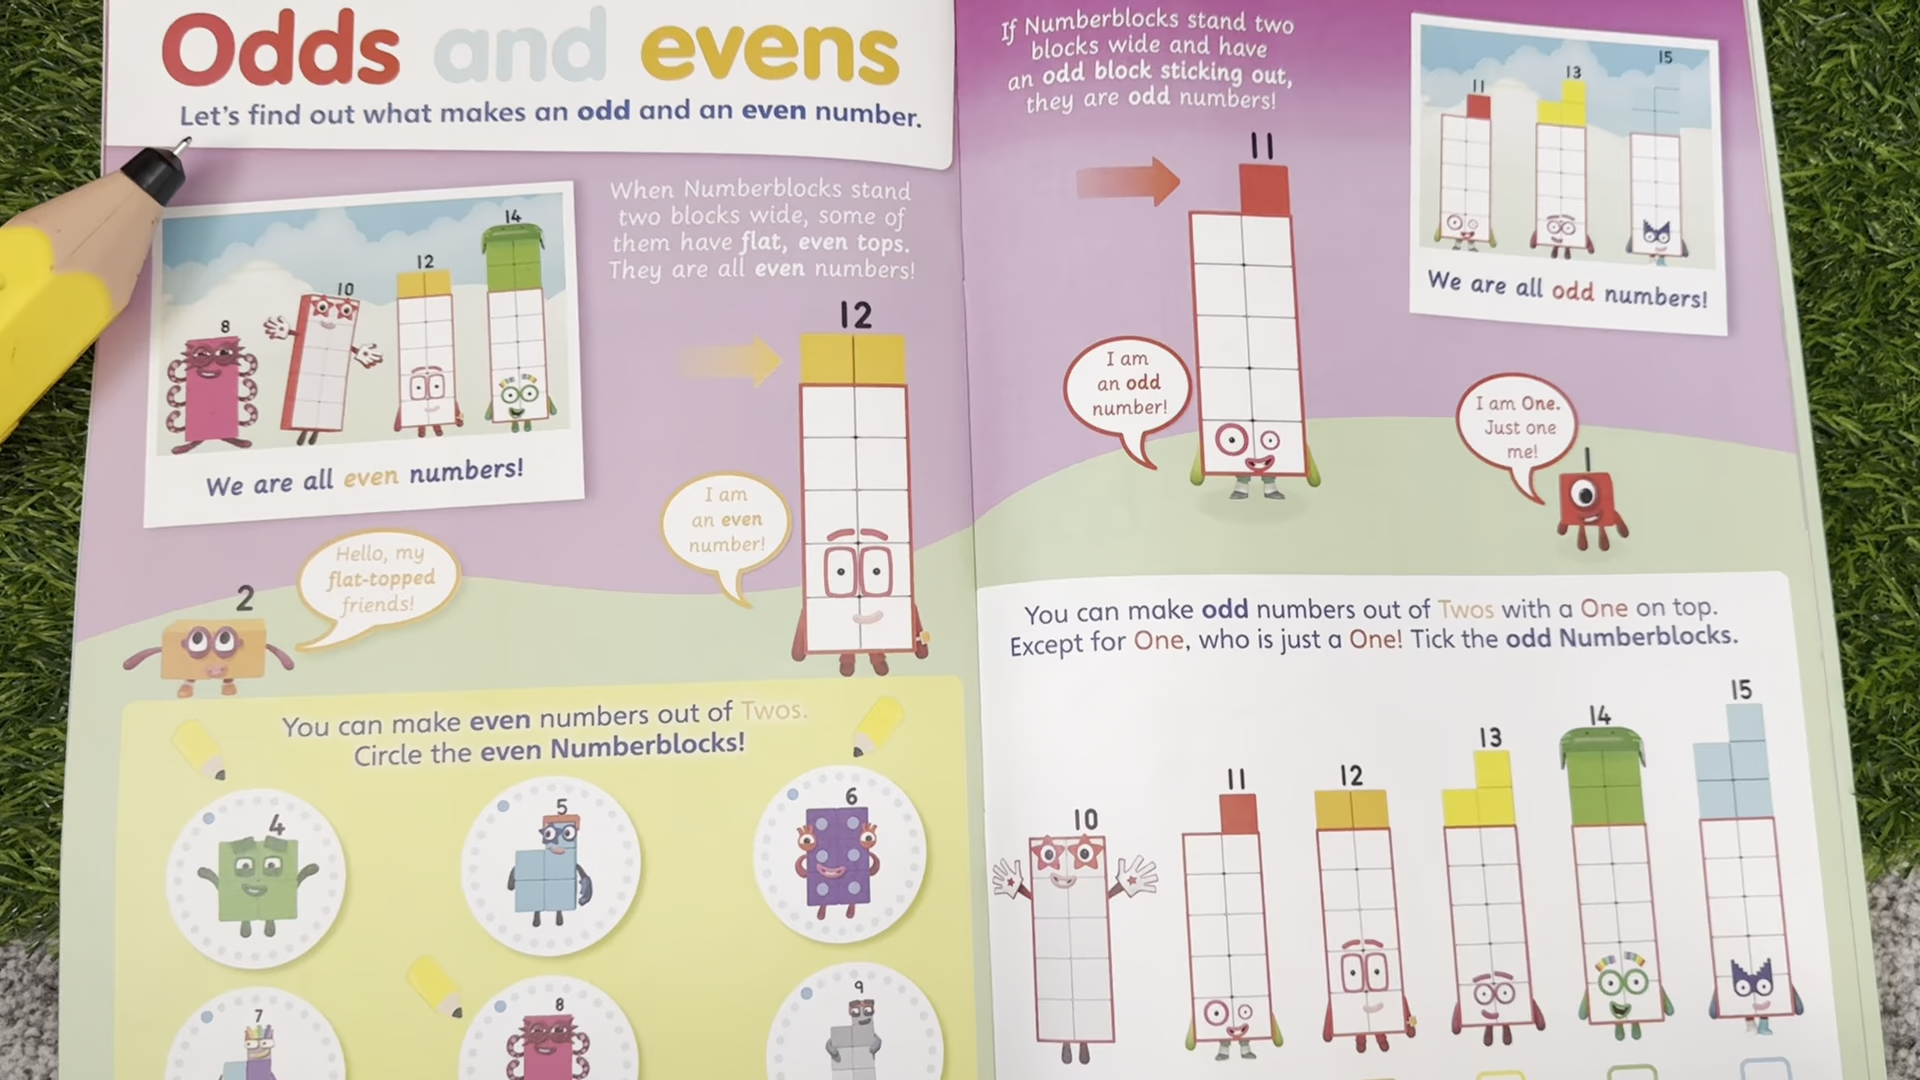 Odds and evens
Let's find out what makes an odd and an even number.
When Numberblocks stand
two blocks wide, some of
them have flat, even tops.
They are all even numbers!
8
10
12
14
We are all even numbers!
12
I am
an even
number!
2
Hello, my
flat-topped
friends!
You can make even numbers out of Twos.
Circle the even Numberblocks!
4
5
6
7
8
9
If Numberblocks stand two
blocks wide and have
an odd block sticking out,
they are odd numbers!
11
I am
an odd
number!
11
13
15
We are all odd numbers!
I am One.
Just one
me!
1
You can make odd numbers out of Twos with a One on top.
Except for One, who is just a One! Tick the odd Numberblocks.
10
11
12
13
14
15